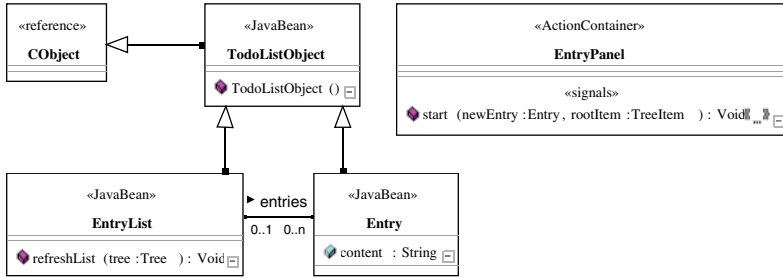 «reference»
CObject
«JavaBean»
TodoListObject
TodoListObject ()
«ActionContainer»
EntryPanel
«signals»
start (newEntry :Entry, rootItem :TreeItem ) : Void
«JavaBean»
EntryList
refreshList (tree :Tree ) : Void
entries
0..1 0..n
«JavaBean»
Entry
content : String